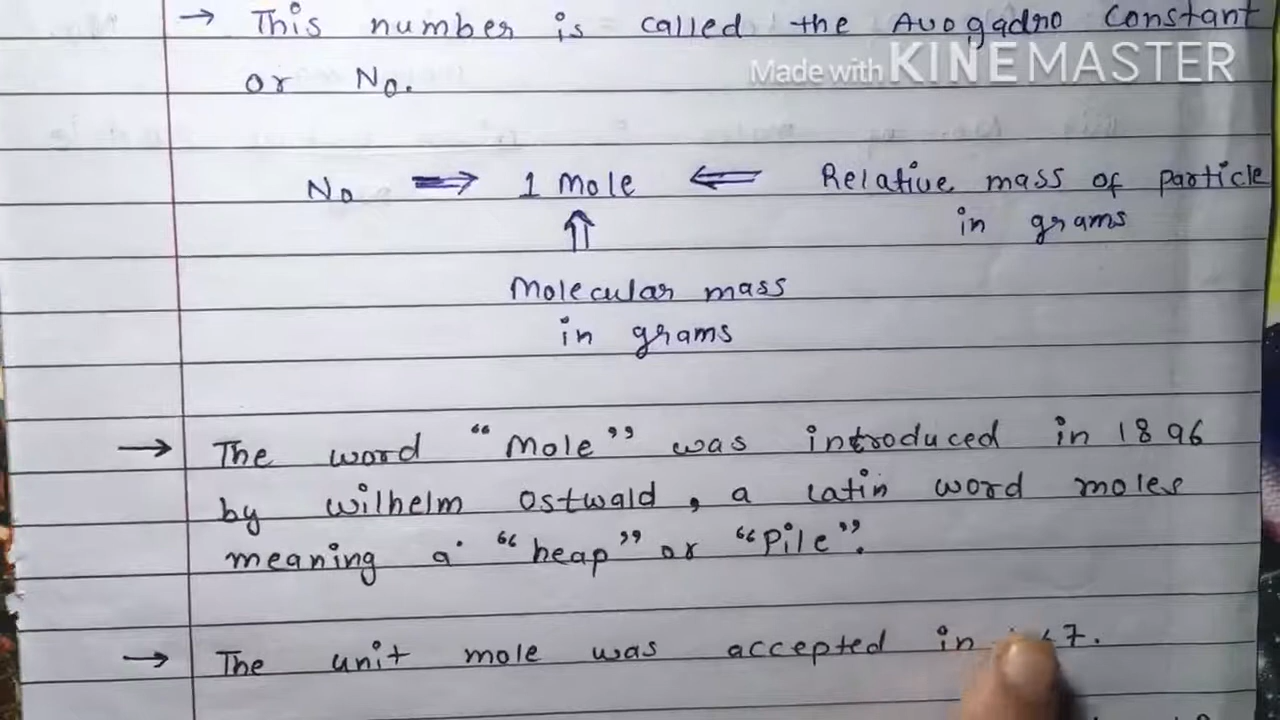 → This number is called the Avogadro Constant
Made with KINEMASTER
or N₀.
N₀ ⇒ 1 Mole ⇐ Relative mass of particle
in grams
⇑
Molecular mass
in grams
→ The word “Mole” was introduced in 1896
by Wilhelm Ostwald, a Latin word moles
meaning a “heap” or “Pile”.
→ The unit mole was accepted in